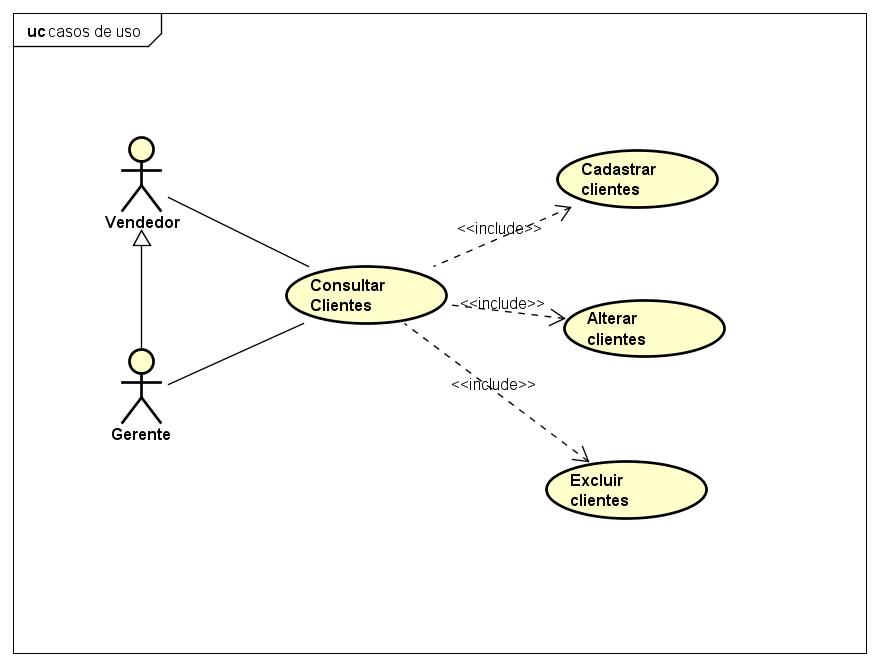 uc casos de uso
Vendedor
Cadastrar
clientes
<<include>>
Consultar
Clientes
<<include>>
Alterar
clientes
<<include>>
Gerente
Excluir
clientes